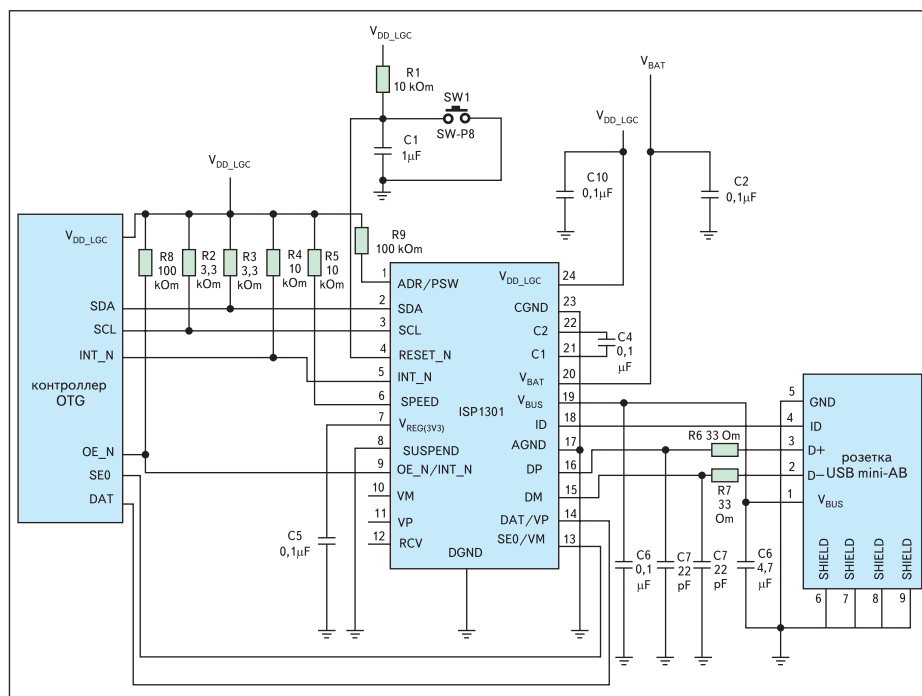 V_DD_LGC
R1
10 kOm
SW1
SW-P8
C1
1µF
V_BAT
V_DD_LGC
C10
0,1µF
C2
0,1µF
V_DD_LGC
V_DD_LGC
R8
100
kOm
R2
3,3
kOm
R3
3,3
kOm
R4
10
kOm
R5
10
kOm
R9
100 kOm
SDA
SCL
INT_N
контроллер
OTG
OE_N
SE0
DAT
1 ADR/PSW
2 SDA
3 SCL
4 RESET_N
5 INT_N
6 SPEED
7 V_REG(3V3)
8 SUSPEND
9 OE_N/INT_N
10 VM
11 VP
12 RCV
ISP1301
DGND
V_DD_LGC 24
CGND 23
C2 22
C1 21
V_BAT 20
V_BUS 19
ID 18
AGND 17
DP 16
DM 15
DAT/VP 14
SE0/VM 13
C4
0,1
µF
R6 33 Om
R7
33
Om
C5
0,1µF
C6
0,1
µF
C7
22
pF
C7
22
pF
C6
4,7
µF
5 GND
4 ID
3 D+
2 D−
1 V_BUS
розетка
USB mini-AB
SHIELD
SHIELD
SHIELD
SHIELD
6 7 8 9